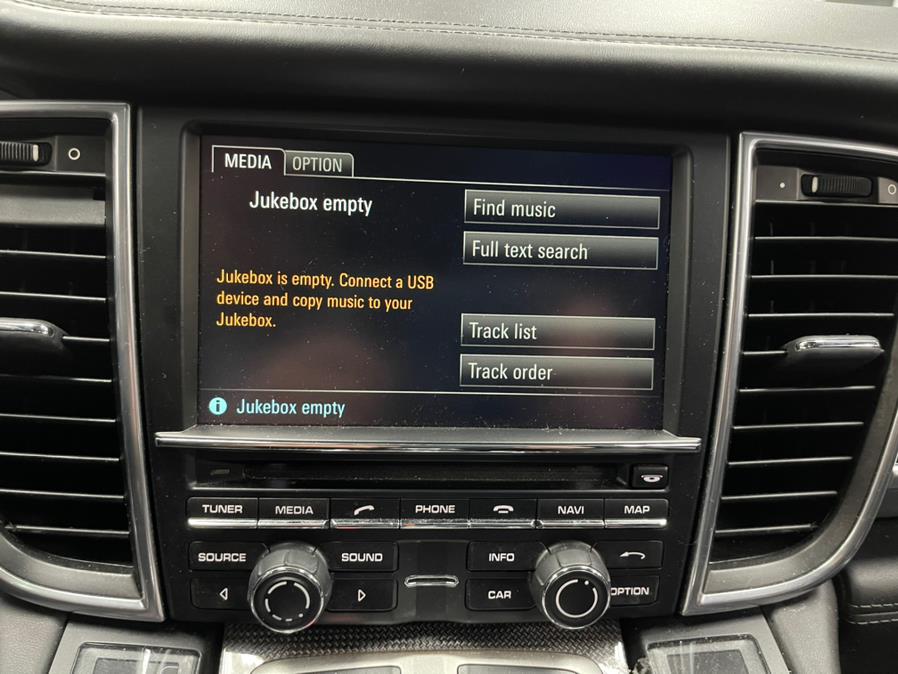 MEDIA OPTION
Jukebox empty
Find music
Full text search
Jukebox is empty. Connect a USB
device and copy music to your
Jukebox.
Track list
Track order
Jukebox empty
TUNER MEDIA PHONE NAVI MAP
SOURCE SOUND INFO
CAR OPTION